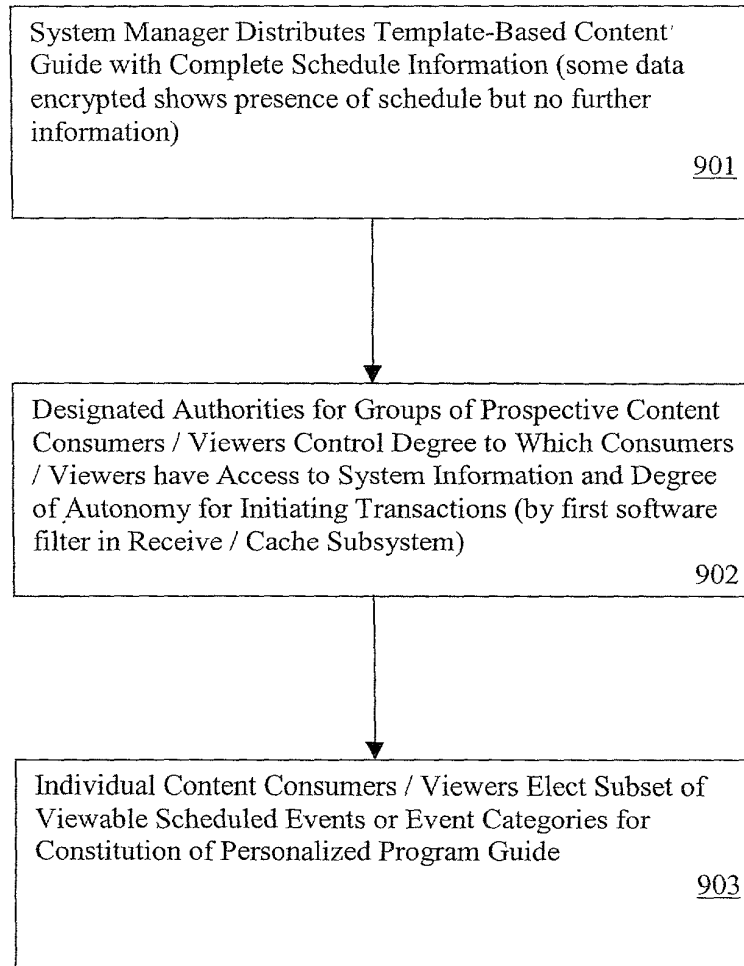 System Manager Distributes Template-Based Content
Guide with Complete Schedule Information (some data
encrypted shows presence of schedule but no further
information)
901
Designated Authorities for Groups of Prospective Content
Consumers / Viewers Control Degree to Which Consumers
/ Viewers have Access to System Information and Degree
of Autonomy for Initiating Transactions (by first software
filter in Receive / Cache Subsystem)
902
Individual Content Consumers / Viewers Elect Subset of
Viewable Scheduled Events or Event Categories for
Constitution of Personalized Program Guide
903